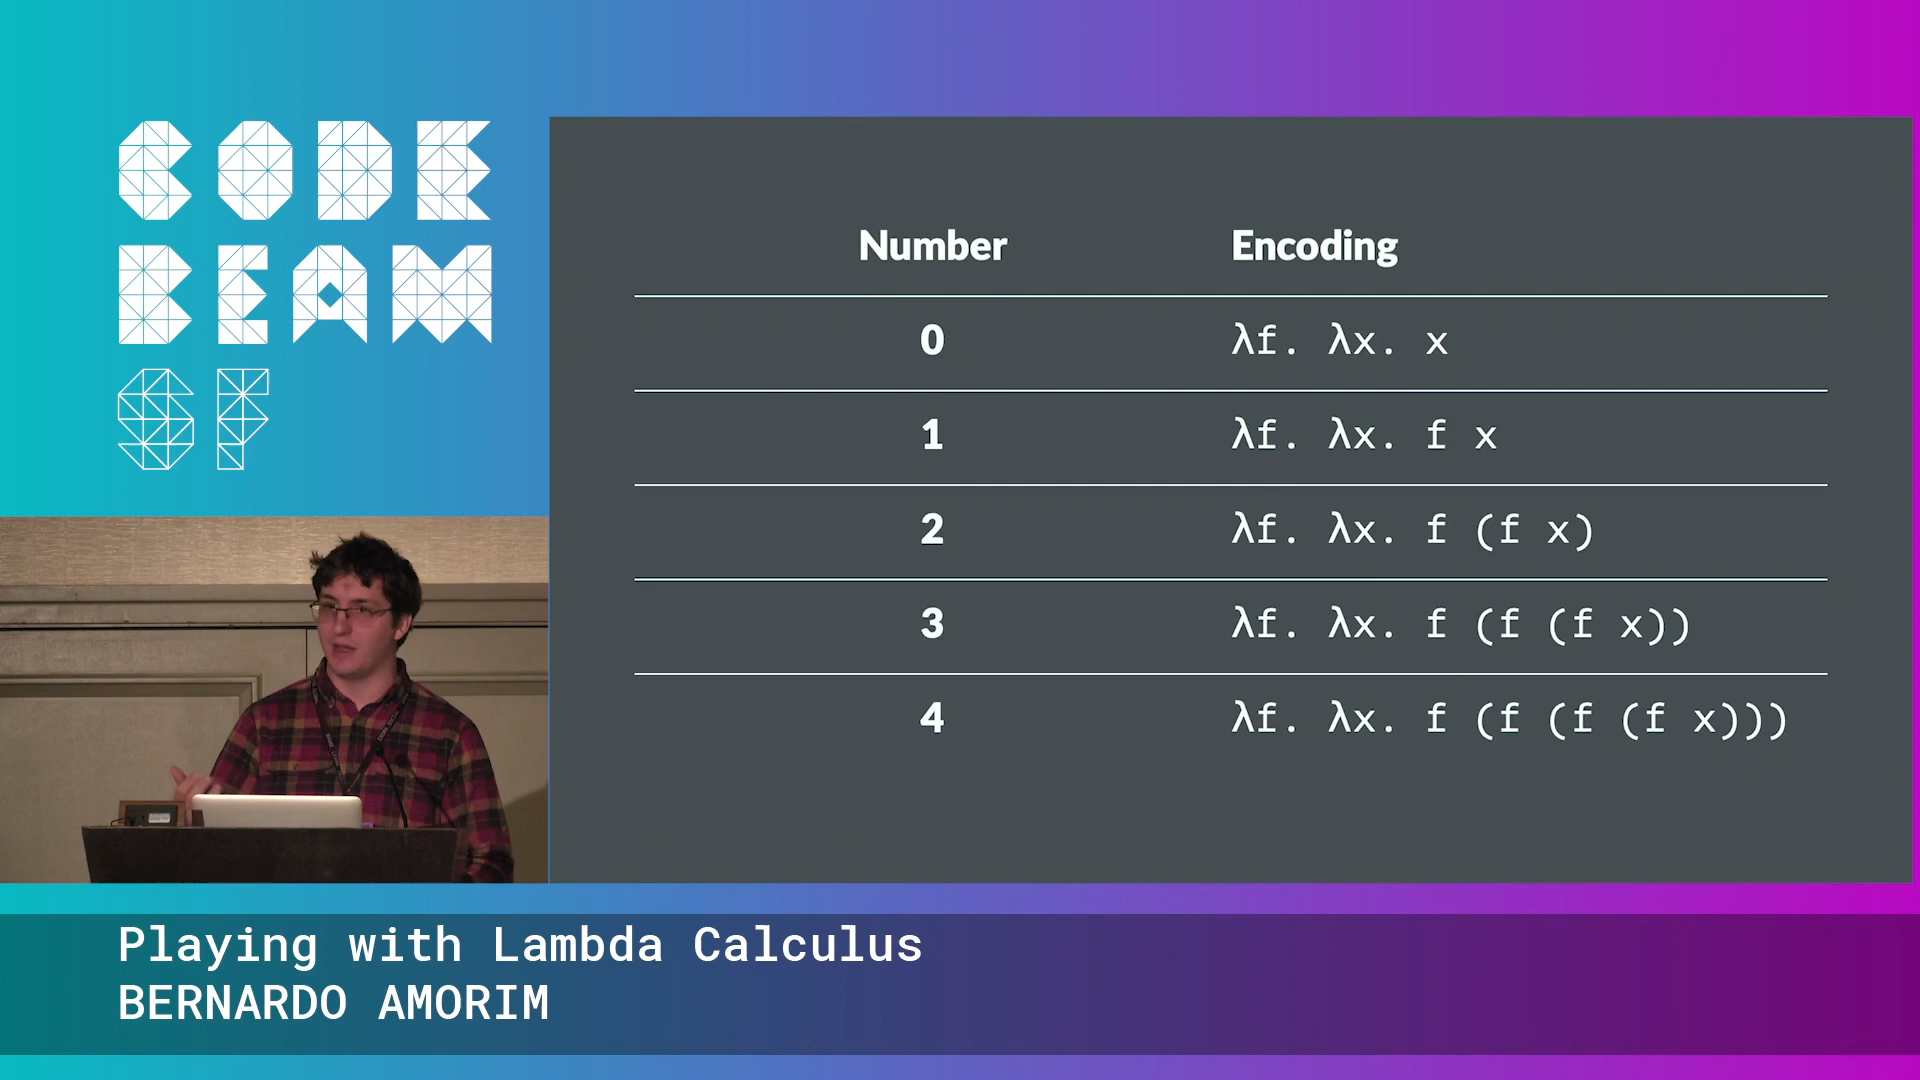 CODE
BEAM
SF
Number Encoding
0 λf. λx. x
1 λf. λx. f x
2 λf. λx. f (f x)
3 λf. λx. f (f (f x))
4 λf. λx. f (f (f (f x)))
Playing with Lambda Calculus
BERNARDO AMORIM